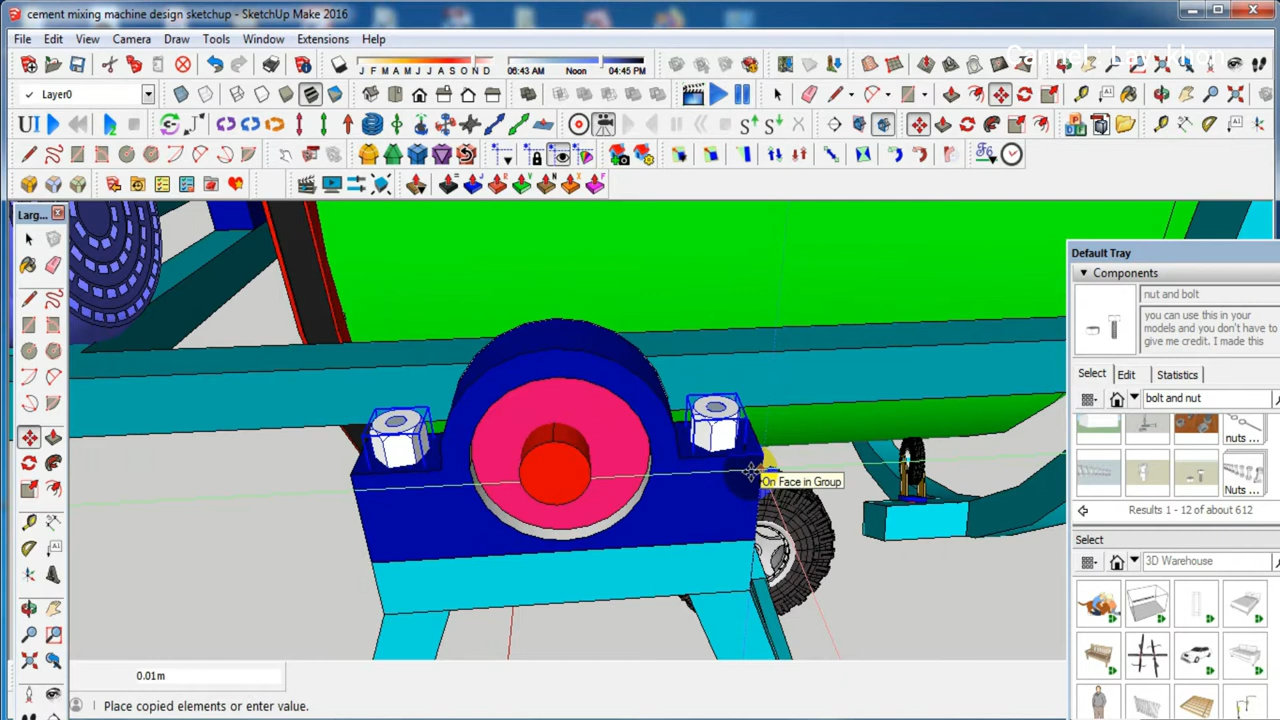 cement mixing machine design sketchup - SketchUp Make 2016
File Edit View Camera Draw Tools Window Extensions Help
J F M A M J J A S O N D 06:43 AM Noon 04:45 PM
Layer0
UI
Larg...
Default Tray
Components
nut and bolt
you can use this in your
models and you don't have to
give me credit. I made this
Select Edit Statistics
bolt and nut
nuts ...
Nuts ...
Results 1 - 12 of about 612
Select
3D Warehouse
On Face in Group
0.01m
Place copied elements or enter value.